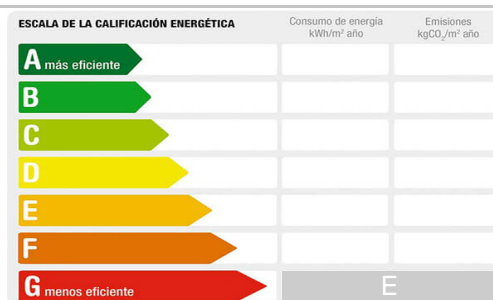 ESCALA DE LA CALIFICACIÓN ENERGÉTICA
Consumo de energía
kWh/m² año
Emisiones
kgCO₂/m² año
A más eficiente
B
C
D
E
F
G menos eficiente
E